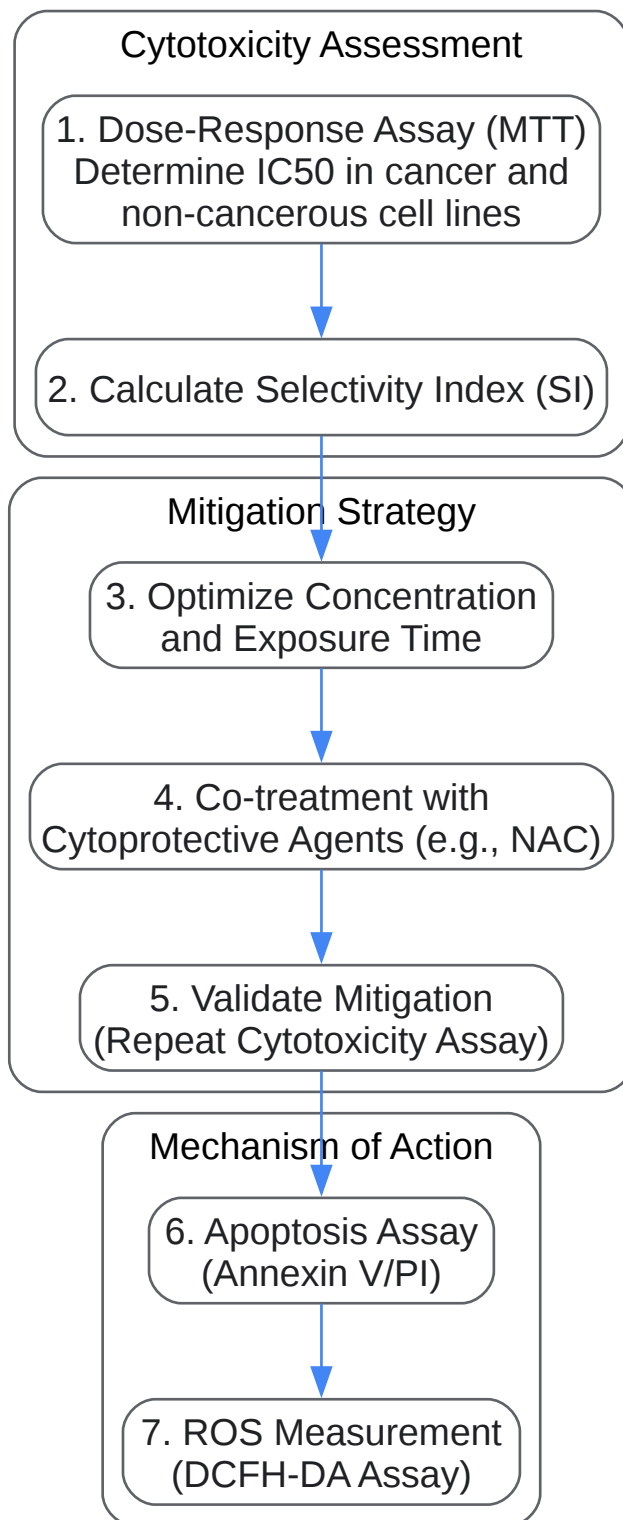 Cytotoxicity Assessment
1. Dose-Response Assay (MTT)
Determine IC50 in cancer and
non-cancerous cell lines
2. Calculate Selectivity Index (SI)
Mitigation Strategy
3. Optimize Concentration
and Exposure Time
4. Co-treatment with
Cytoprotective Agents (e.g., NAC)
5. Validate Mitigation
(Repeat Cytotoxicity Assay)
Mechanism of Action
6. Apoptosis Assay
(Annexin V/PI)
7. ROS Measurement
(DCFH-DA Assay)